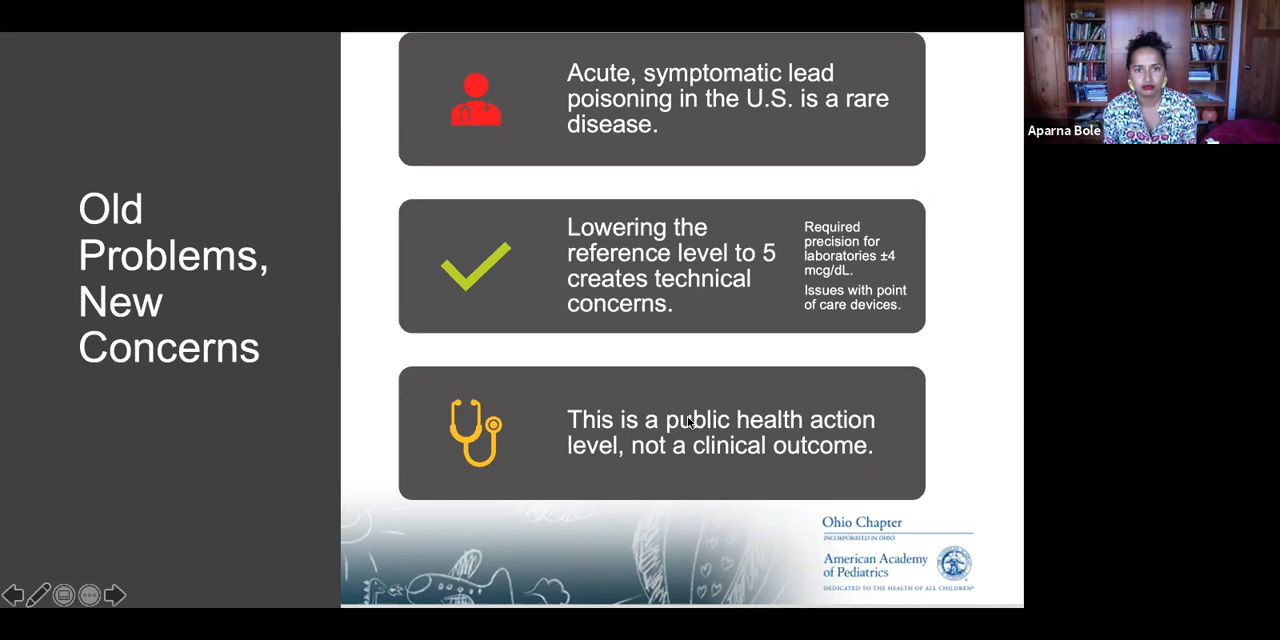 Old
Problems,
New
Concerns
Acute, symptomatic lead
poisoning in the U.S. is a rare
disease.
Lowering the
reference level to 5
creates technical
concerns.
Required
precision for
laboratories ±4
mcg/dL.
Issues with point
of care devices.
This is a public health action
level, not a clinical outcome.
Ohio Chapter
INCORPORATED IN OHIO
American Academy
of Pediatrics
DEDICATED TO THE HEALTH OF ALL CHILDREN®
Aparna Bole